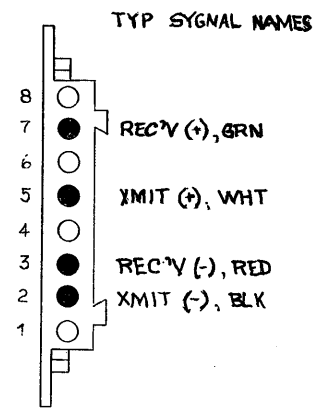 TYP SYGNAL NAMES
8
7 REC'V (+), GRN
6
5 XMIT (+), WHT
4
3 REC'V (-), RED
2 XMIT (-), BLK
1